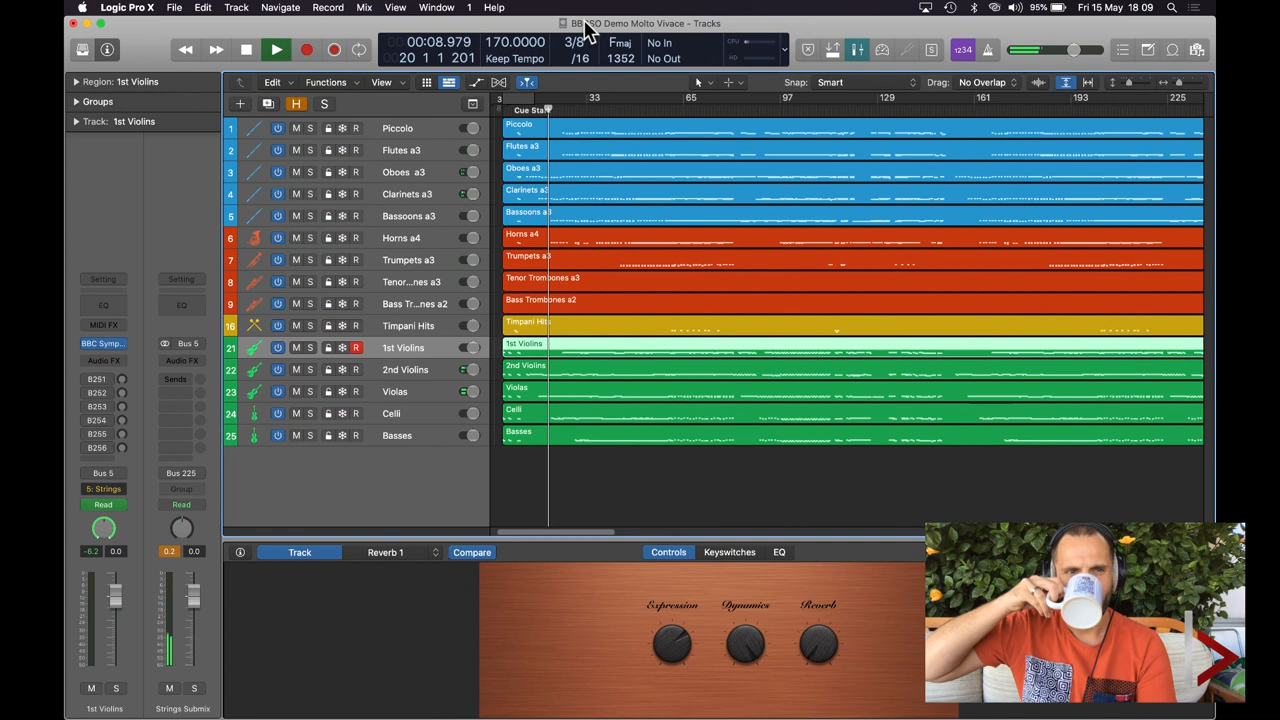 Logic Pro X File Edit Track Navigate Record Mix View Window 1 Help 95% Fri 15 May 18:09
SO Demo Molto Vivace - Tracks
00:00:08.979 170.0000 3/8 Fmaj No In CPU
20 1 1 201 Keep Tempo /16 1352 No Out HD
1234
Region: 1st Violins
Groups
Track: 1st Violins
Edit Functions View Snap: Smart Drag: No Overlap
3 33 65 97 129 161 193 225
H S Cue Start
1 M S R Piccolo Piccolo
2 M S R Flutes a3 Flutes a3
3 M S R Oboes a3 Oboes a3
4 M S R Clarinets a3 Clarinets a3
5 M S R Bassoons a3 Bassoons a3
6 M S R Horns a4 Horns a4
7 M S R Trumpets a3 Trumpets a3
8 M S R Tenor...nes a3 Tenor Trombones a3
9 M S R Bass Tr...nes a2 Bass Trombones a2
16 M S R Timpani Hits Timpani Hits
21 M S R 1st Violins 1st Violins
22 M S R 2nd Violins 2nd Violins
23 M S R Violas Violas
24 M S R Celli Celli
25 M S R Basses Basses
Setting Setting
EQ EQ
MIDI FX
BBC Symp... Bus 5
Audio FX Audio FX
B251 Sends
B252
B253
B254
B255
B256
Bus 5 Bus 225
5: Strings Group
Read Read
-6.2 0.0 0.2 0.0
M S M S
1st Violins Strings Submix
Track Reverb 1 Compare Controls Keyswitches EQ
Expression Dynamics Reverb